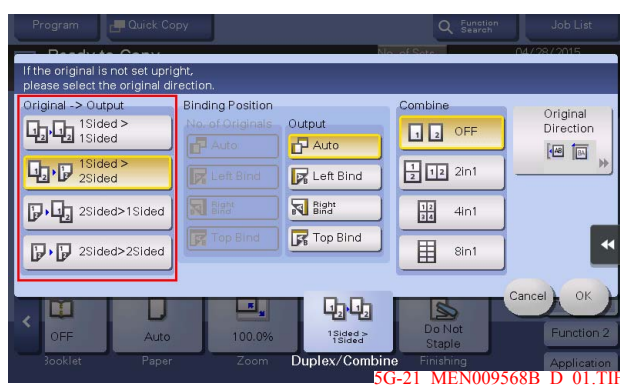 Program
Quick Copy
Function Search
Job List
Ready to Copy
No. of Sets
04/28/2015
If the original is not set upright,
please select the original direction.
Original -> Output
Binding Position
Combine
No. of Originals
Output
Original
Direction
1Sided >
1Sided
Auto
Auto
OFF
1Sided >
2Sided
Left Bind
Left Bind
2in1
2Sided>1Sided
Right
Bind
Right
Bind
4in1
2Sided>2Sided
Top Bind
Top Bind
8in1
Cancel
OK
OFF
Auto
100.0%
1Sided >
1Sided
Do Not
Staple
Function 2
Booklet
Paper
Zoom
Duplex/Combine
Finishing
Application
5G-21_MEN009568B_D_01.TIF